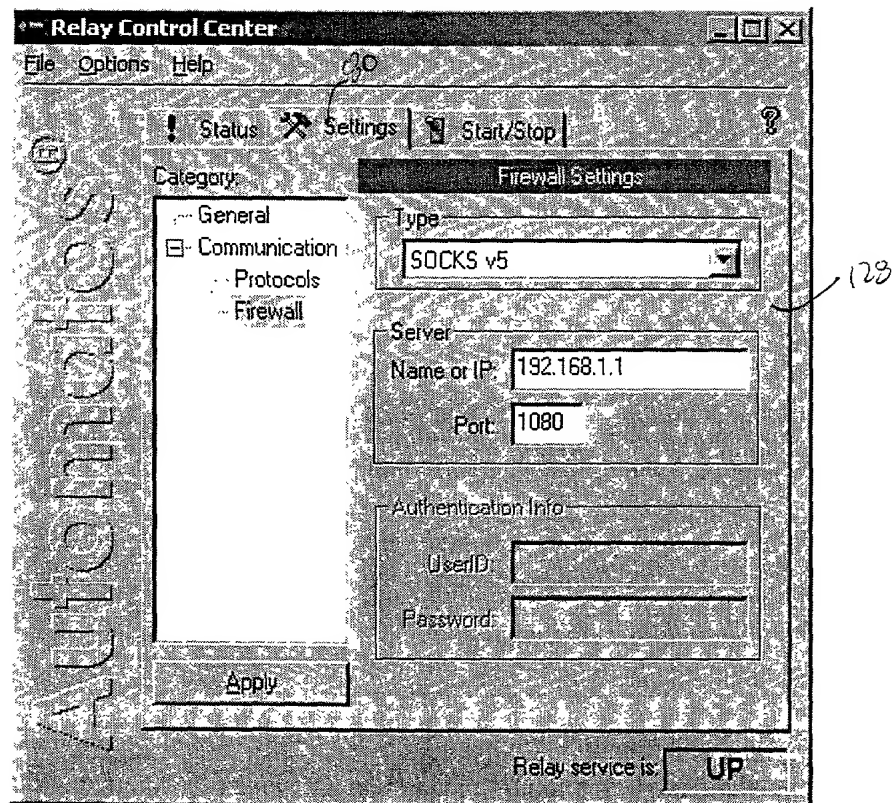 Relay Control Center
File Options Help
Status Settings Start/Stop
Automatos®
Category:
General
Communication
Protocols
Firewall
Apply
Firewall Settings
Type
SOCKS v5
Server
Name or IP: 192.168.1.1
Port: 1080
Authentication Info
UserID:
Password:
Relay service is: UP
128